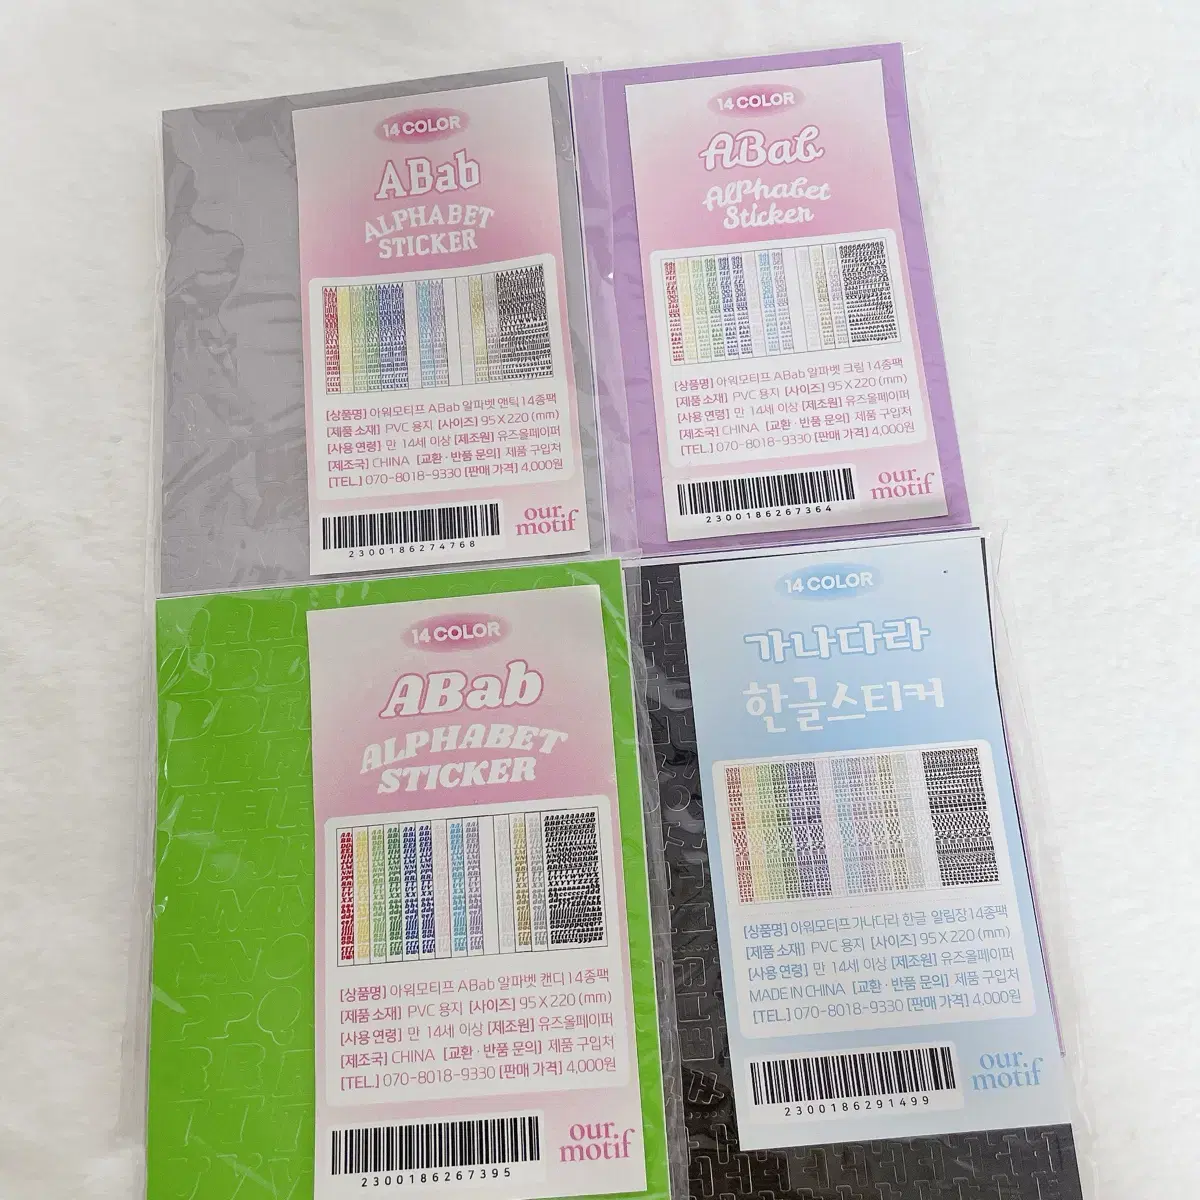 14 COLOR
ABab
ALPHABET
STICKER
[상품명] 아워모티프 ABab 알파벳 앤틱 14종팩
[제품 소재] PVC 용지 [사이즈] 95 X 220 (mm)
[사용 연령] 만 14세 이상 [제조원] 유즈올페이퍼
[제조국] CHINA [교환·반품 문의] 제품 구입처
[TEL.] 070-8018-9330 [판매 가격] 4,000원
2300186274768
our.
motif
14 COLOR
ABab
AlPhabet
Sticker
[상품명] 아워모티프 ABab 알파벳 크림 14종팩
[제품 소재] PVC 용지 [사이즈] 95 X 220 (mm)
[사용 연령] 만 14세 이상 [제조원] 유즈올페이퍼
[제조국] CHINA [교환·반품 문의] 제품 구입처
[TEL.] 070-8018-9330 [판매 가격] 4,000원
2300186267364
our.
motif
14 COLOR
ABab
ALPHABET
STICKER
[상품명] 아워모티프 ABab 알파벳 캔디 14종팩
[제품 소재] PVC 용지 [사이즈] 95 X 220 (mm)
[사용 연령] 만 14세 이상 [제조원] 유즈올페이퍼
[제조국] CHINA [교환·반품 문의] 제품 구입처
[TEL.] 070-8018-9330 [판매 가격] 4,000원
2300186267395
our.
motif
14 COLOR
가나다라
한글스티커
[상품명] 아워모티프 가나다라 한글 알림장 14종팩
[제품 소재] PVC 용지 [사이즈] 95 X 220 (mm)
[사용 연령] 만 14세 이상 [제조원] 유즈올페이퍼
MADE IN CHINA [교환·반품 문의] 제품 구입처
[TEL.] 070-8018-9330 [판매 가격] 4,000원
2300186291499
our.
motif